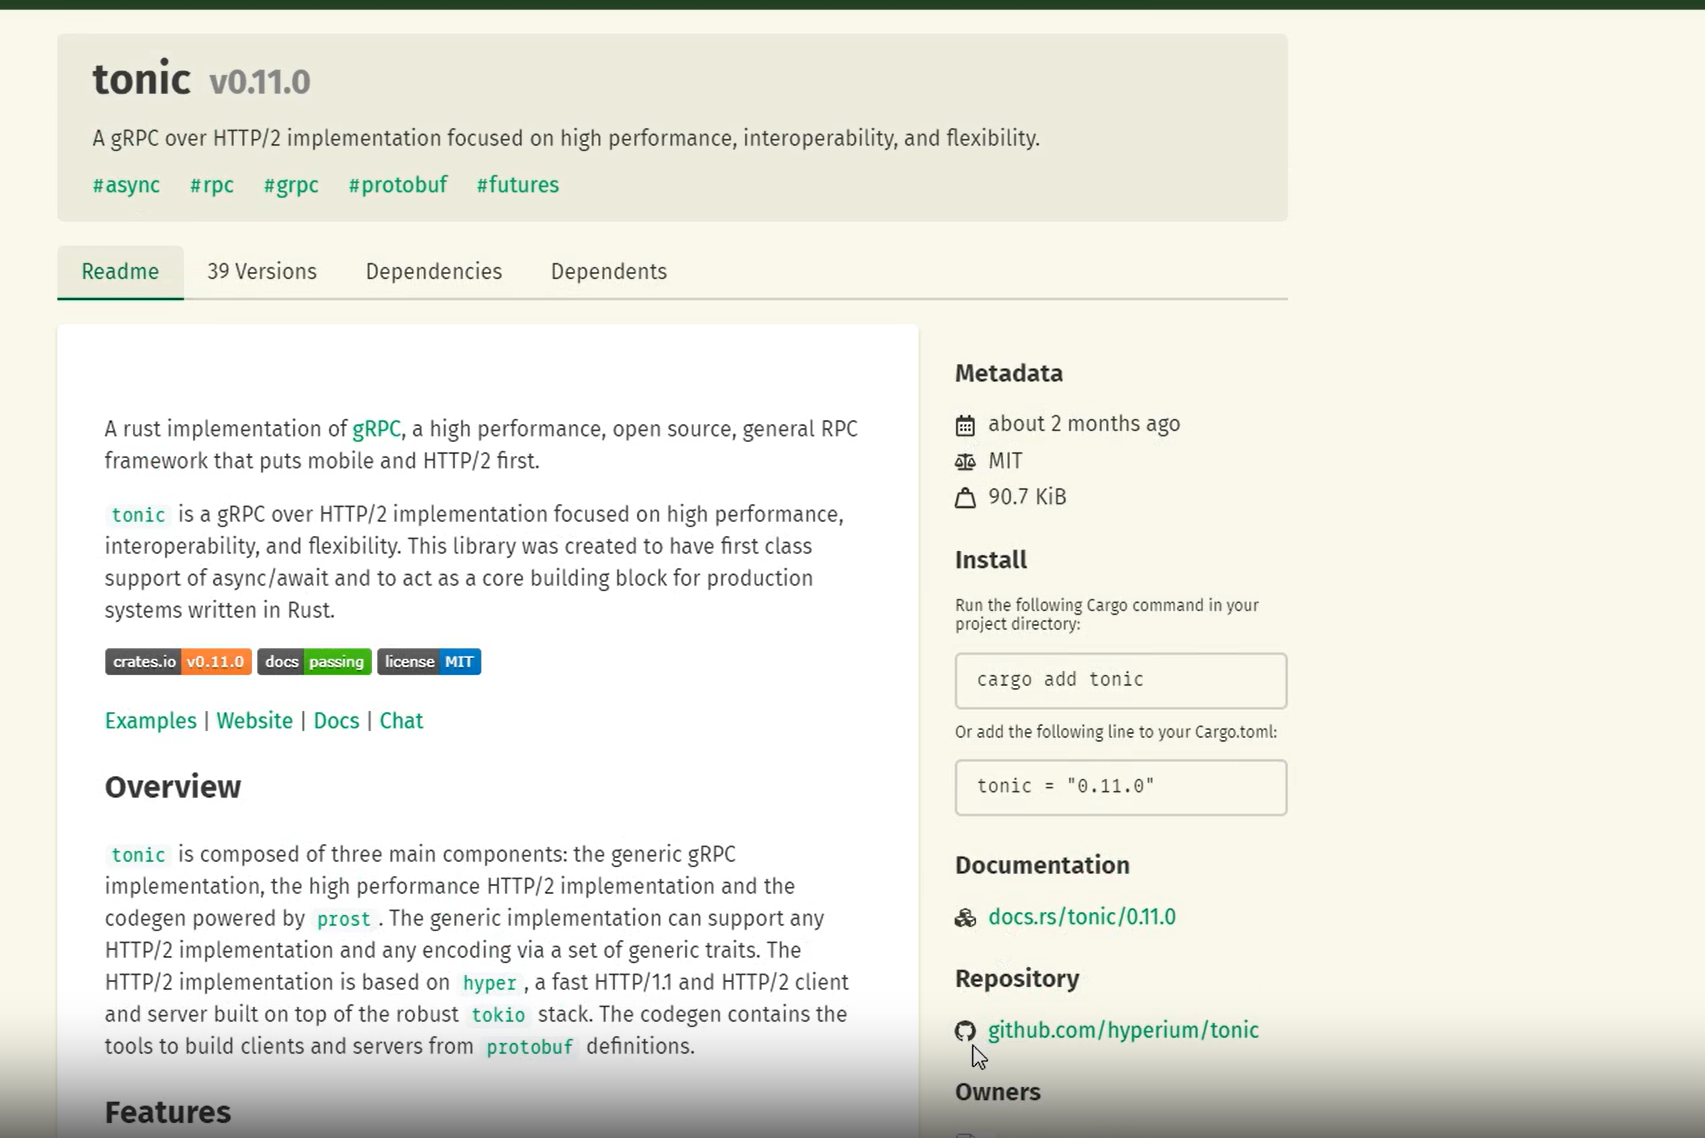 tonic v0.11.0
A gRPC over HTTP/2 implementation focused on high performance, interoperability, and flexibility.
#async #rpc #grpc #protobuf #futures
Readme 39 Versions Dependencies Dependents
A rust implementation of gRPC, a high performance, open source, general RPC
framework that puts mobile and HTTP/2 first.
tonic is a gRPC over HTTP/2 implementation focused on high performance,
interoperability, and flexibility. This library was created to have first class
support of async/await and to act as a core building block for production
systems written in Rust.
crates.io v0.11.0 docs passing license MIT
Examples | Website | Docs | Chat
Overview
tonic is composed of three main components: the generic gRPC
implementation, the high performance HTTP/2 implementation and the
codegen powered by prost. The generic implementation can support any
HTTP/2 implementation and any encoding via a set of generic traits. The
HTTP/2 implementation is based on hyper, a fast HTTP/1.1 and HTTP/2 client
and server built on top of the robust tokio stack. The codegen contains the
tools to build clients and servers from protobuf definitions.
Features
Metadata
about 2 months ago
MIT
90.7 KiB
Install
Run the following Cargo command in your
project directory:
cargo add tonic
Or add the following line to your Cargo.toml:
tonic = "0.11.0"
Documentation
docs.rs/tonic/0.11.0
Repository
github.com/hyperium/tonic
Owners